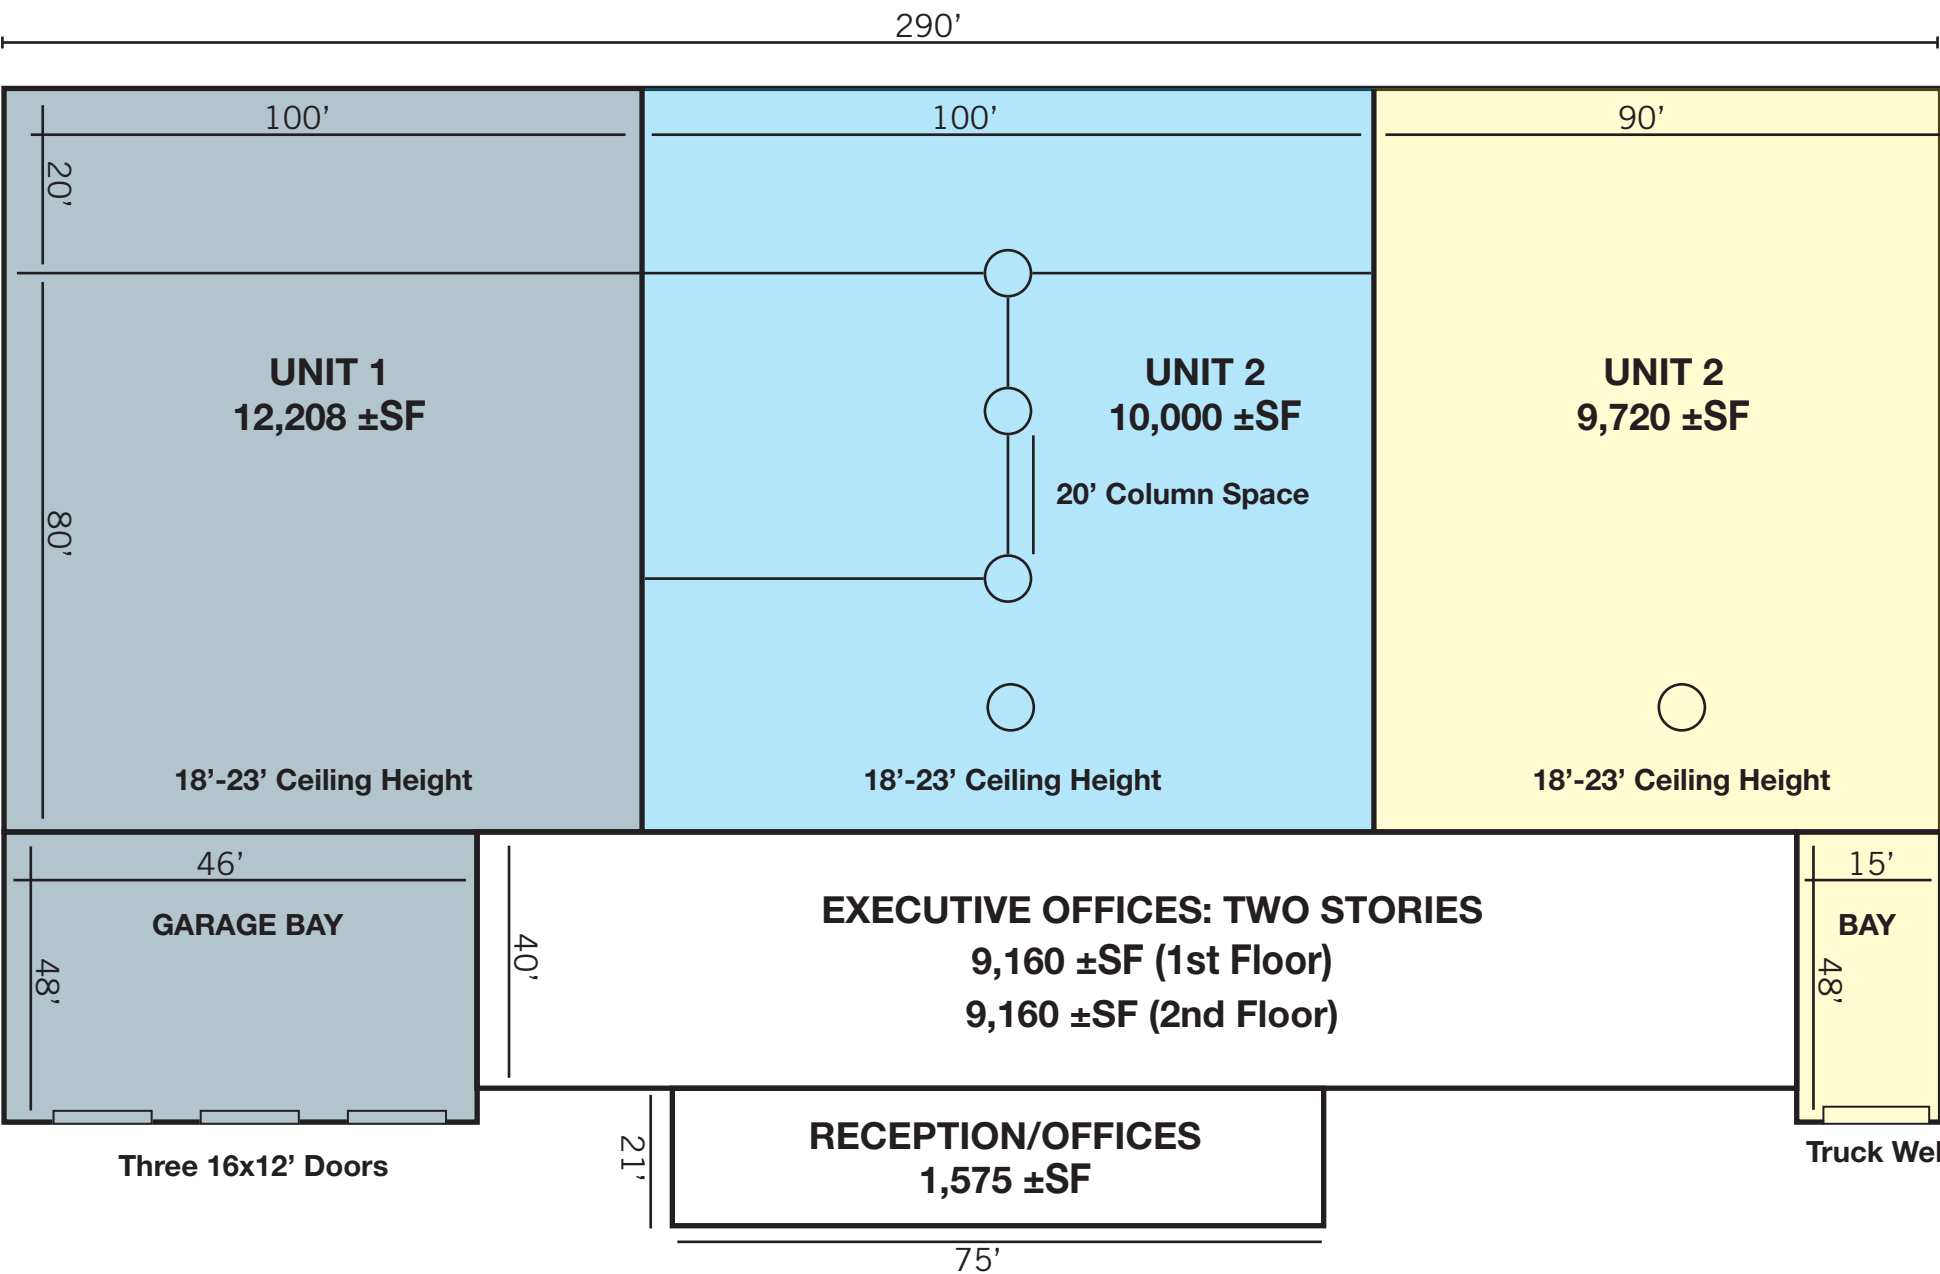 290’
100’
100’
90’
20’
UNIT 1
12,208 ±SF
UNIT 2
10,000 ±SF
UNIT 2
9,720 ±SF
20’ Column Space
80’
18’-23’ Ceiling Height
18’-23’ Ceiling Height
18’-23’ Ceiling Height
46’
15’
GARAGE BAY
EXECUTIVE OFFICES: TWO STORIES
BAY
9,160 ±SF (1st Floor)
9,160 ±SF (2nd Floor)
48’
40’
48’
Three 16x12’ Doors
21’
RECEPTION/OFFICES
1,575 ±SF
Truck Wel
75’